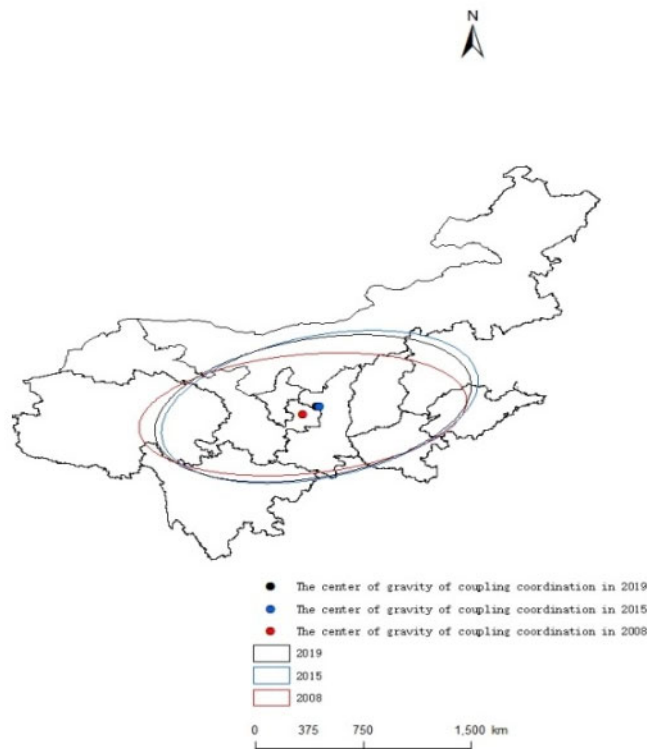 N
The center of gravity of coupling coordination in 2019
The center of gravity of coupling coordination in 2015
The center of gravity of coupling coordination in 2008
2019
2015
2008
0 375 750 1,500 km